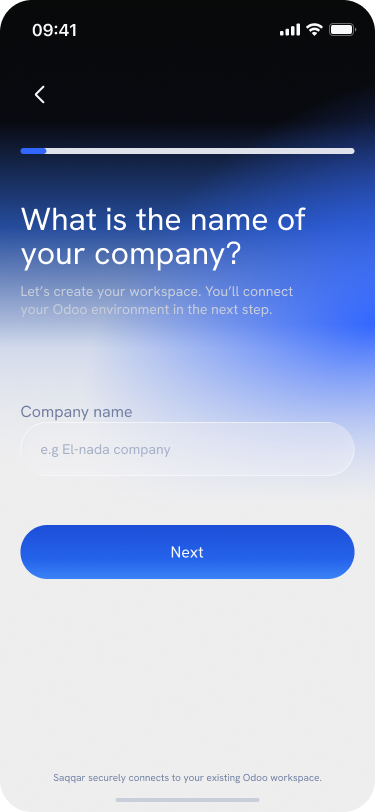 09:41
What is the name of
your company?
Let's create your workspace. You'll connect
your Odoo environment in the next step.
Company name
e.g El-nada company
Next
Saqqar securely connects to your existing Odoo workspace.